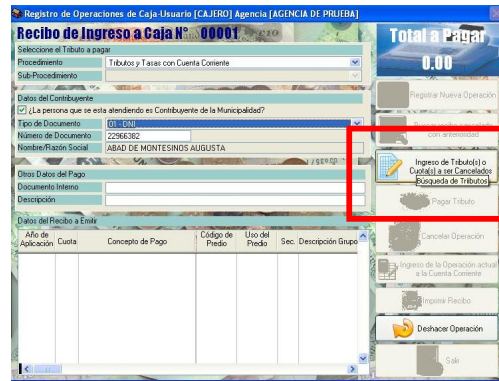 Registro de Operaciones de Caja-Usuario [CAJERO] Agencia [AGENCIA DE PRUEBA]
Recibo de Ingreso a Caja N° 00001
Total a Pagar
0.00
Seleccione el Tributo a pagar
Procedimiento
Tributos y Tasas con Cuenta Corriente
Sub-Procedimiento
Datos del Contribuyente
¿La persona que se esta atendiendo es Contribuyente de la Municipalidad?
Tipo de Documento
01 - DNI
Número de Documento
22966382
Nombre/Razón Social
ABAD DE MONTESINOS AUGUSTA
Otros Datos del Pago
Documento Interno
Descripción
Datos del Recibo a Emitir
Año de Aplicación
Cuota
Concepto de Pago
Código de Predio
Uso del Predio
Sec.
Descripción Grupo
Registrar Nueva Operación
con anterioridad
Ingreso de Tributo(s) o
Cuota(s) a ser Cancelados
Búsqueda de Triibutos
Pagar Tributo
Cancelar Operación
Ingreso de la Operación actual
a la Cuenta Corriente
Imprimir Recibo
Deshacer Operación
Salir